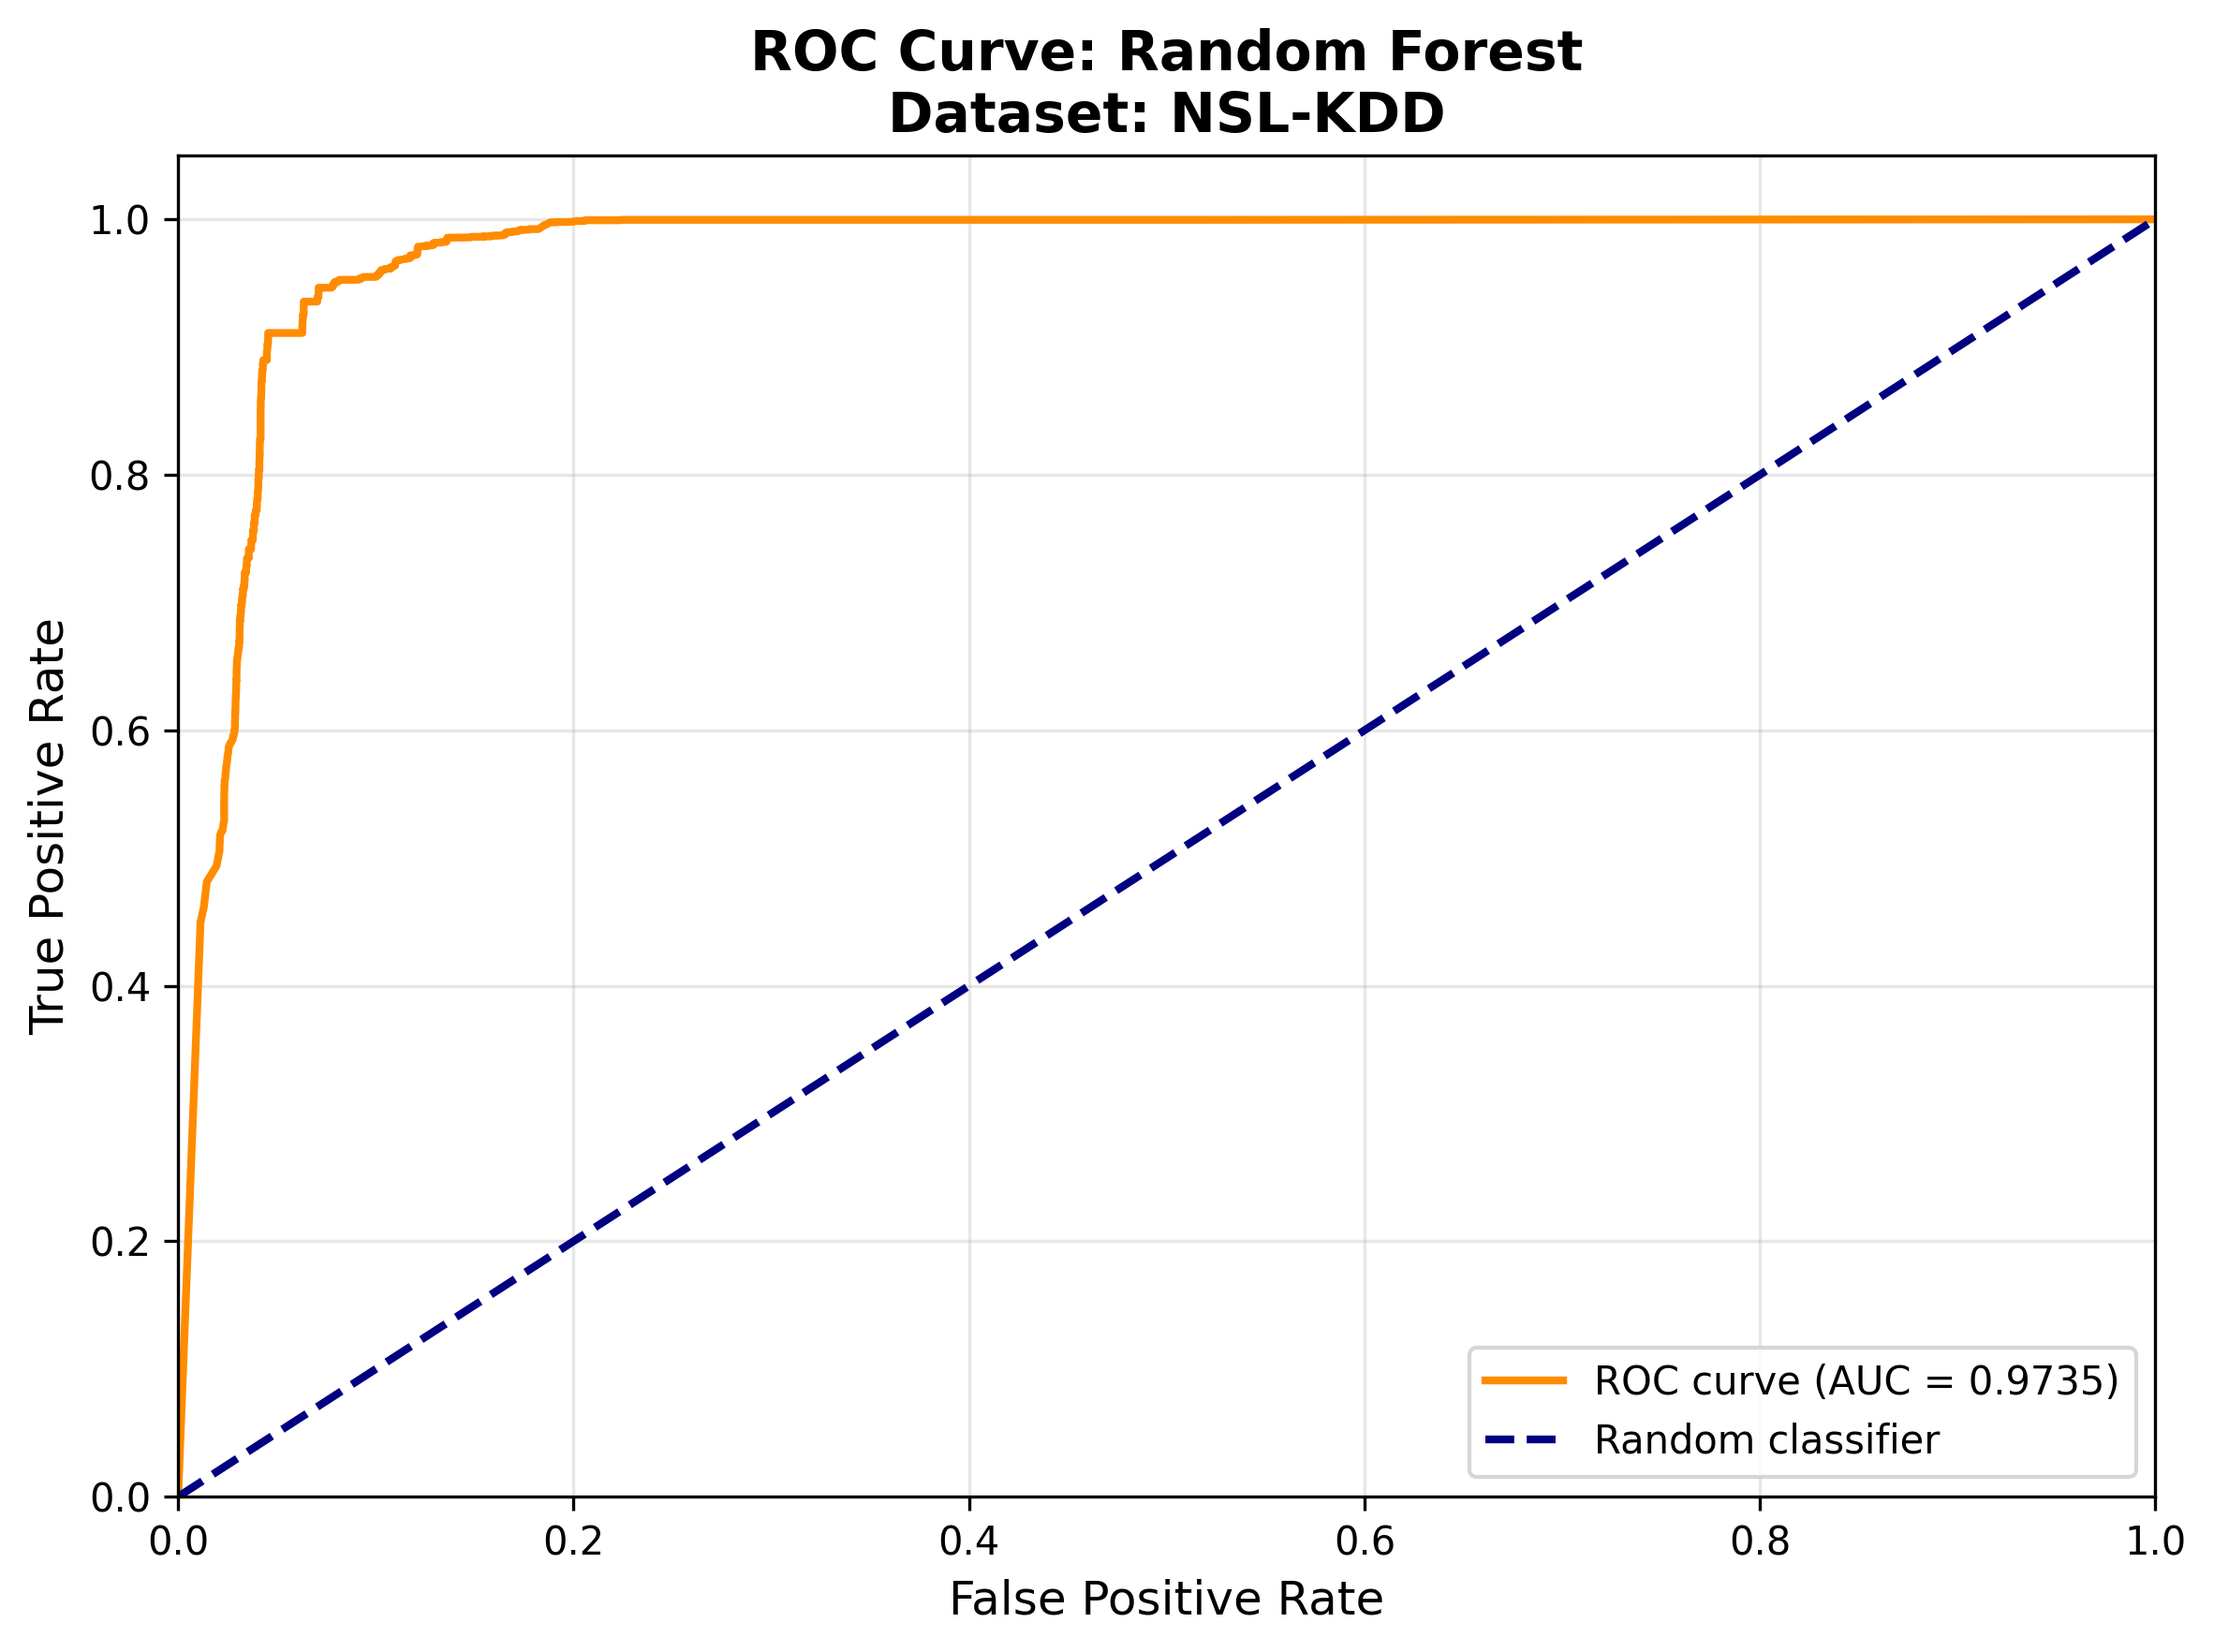 ROC Curve: Random Forest
Dataset: NSL-KDD
True Positive Rate
1.0
0.8
0.6
0.4
0.2
0.0
0.0 0.2 0.4 0.6 0.8 1.0
False Positive Rate
ROC curve (AUC = 0.9735)
Random classifier